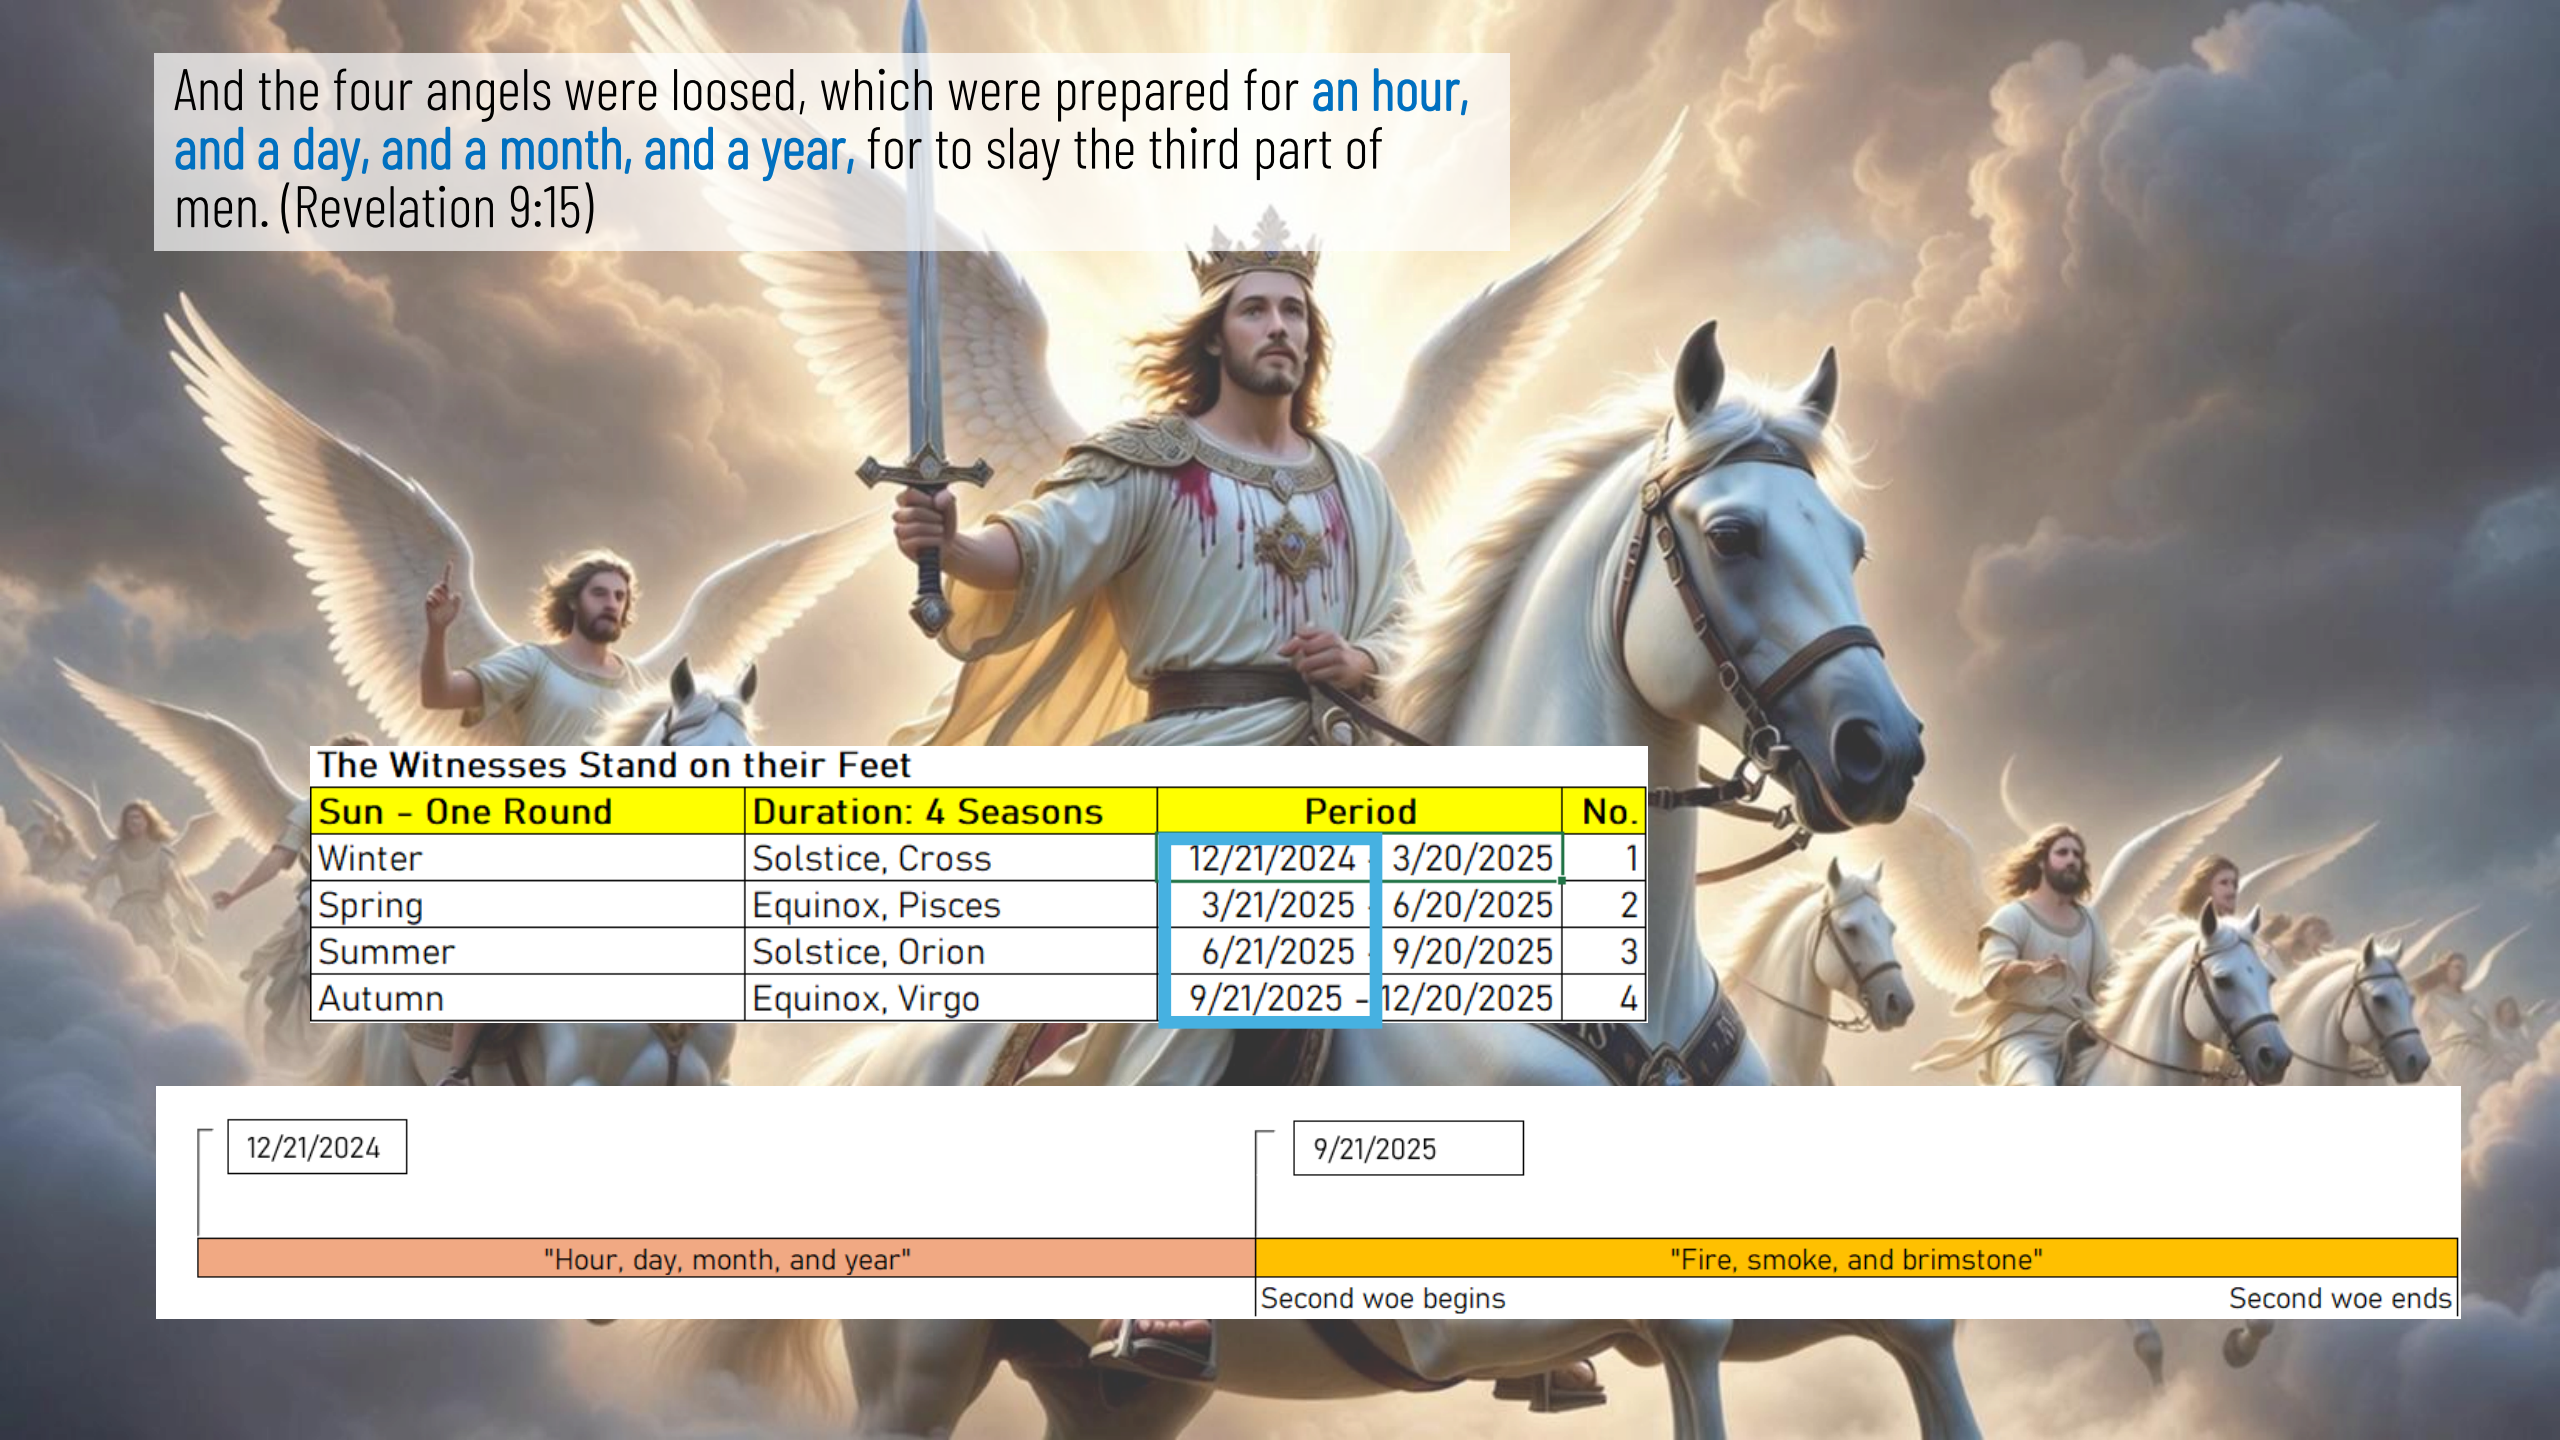 And the four angels were loosed, which were prepared for an hour,
and a day, and a month, and a year, for to slay the third part of
men. (Revelation 9:15)
The Witnesses Stand on their Feet
Sun - One Round Duration: 4 Seasons Period No.
Winter Solstice, Cross 12/21/2024 - 3/20/2025 1
Spring Equinox, Pisces 3/21/2025 - 6/20/2025 2
Summer Solstice, Orion 6/21/2025 - 9/20/2025 3
Autumn Equinox, Virgo 9/21/2025 - 12/20/2025 4
12/21/2024 9/21/2025
"Hour, day, month, and year" "Fire, smoke, and brimstone"
Second woe begins Second woe ends